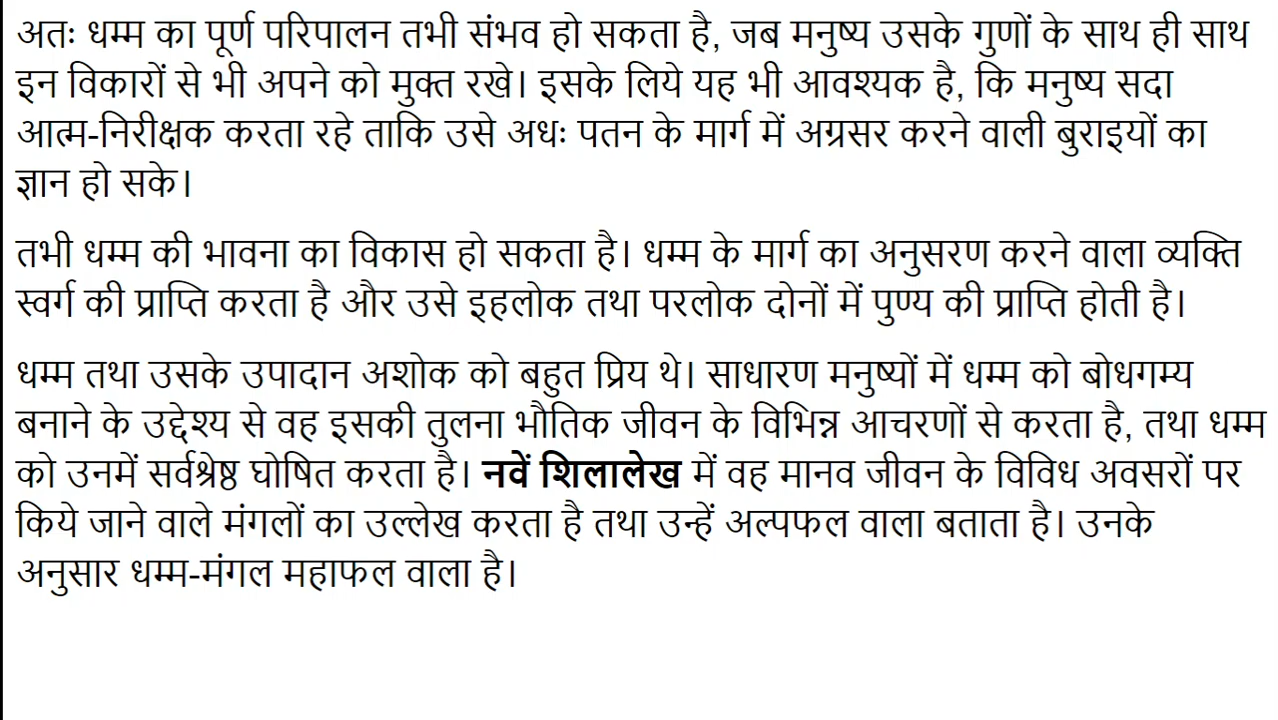 अतः धम्म का पूर्ण परिपालन तभी संभव हो सकता है, जब मनुष्य उसके गुणों के साथ ही साथ
इन विकारों से भी अपने को मुक्त रखे। इसके लिये यह भी आवश्यक है, कि मनुष्य सदा
आत्म-निरीक्षक करता रहे ताकि उसे अधः पतन के मार्ग में अग्रसर करने वाली बुराइयों का
ज्ञान हो सके।
तभी धम्म की भावना का विकास हो सकता है। धम्म के मार्ग का अनुसरण करने वाला व्यक्ति
स्वर्ग की प्राप्ति करता है और उसे इहलोक तथा परलोक दोनों में पुण्य की प्राप्ति होती है।
धम्म तथा उसके उपादान अशोक को बहुत प्रिय थे। साधारण मनुष्यों में धम्म को बोधगम्य
बनाने के उद्देश्य से वह इसकी तुलना भौतिक जीवन के विभिन्न आचरणों से करता है, तथा धम्म
को उनमें सर्वश्रेष्ठ घोषित करता है। नवें शिलालेख में वह मानव जीवन के विविध अवसरों पर
किये जाने वाले मंगलों का उल्लेख करता है तथा उन्हें अल्पफल वाला बताता है। उनके
अनुसार धम्म-मंगल महाफल वाला है।